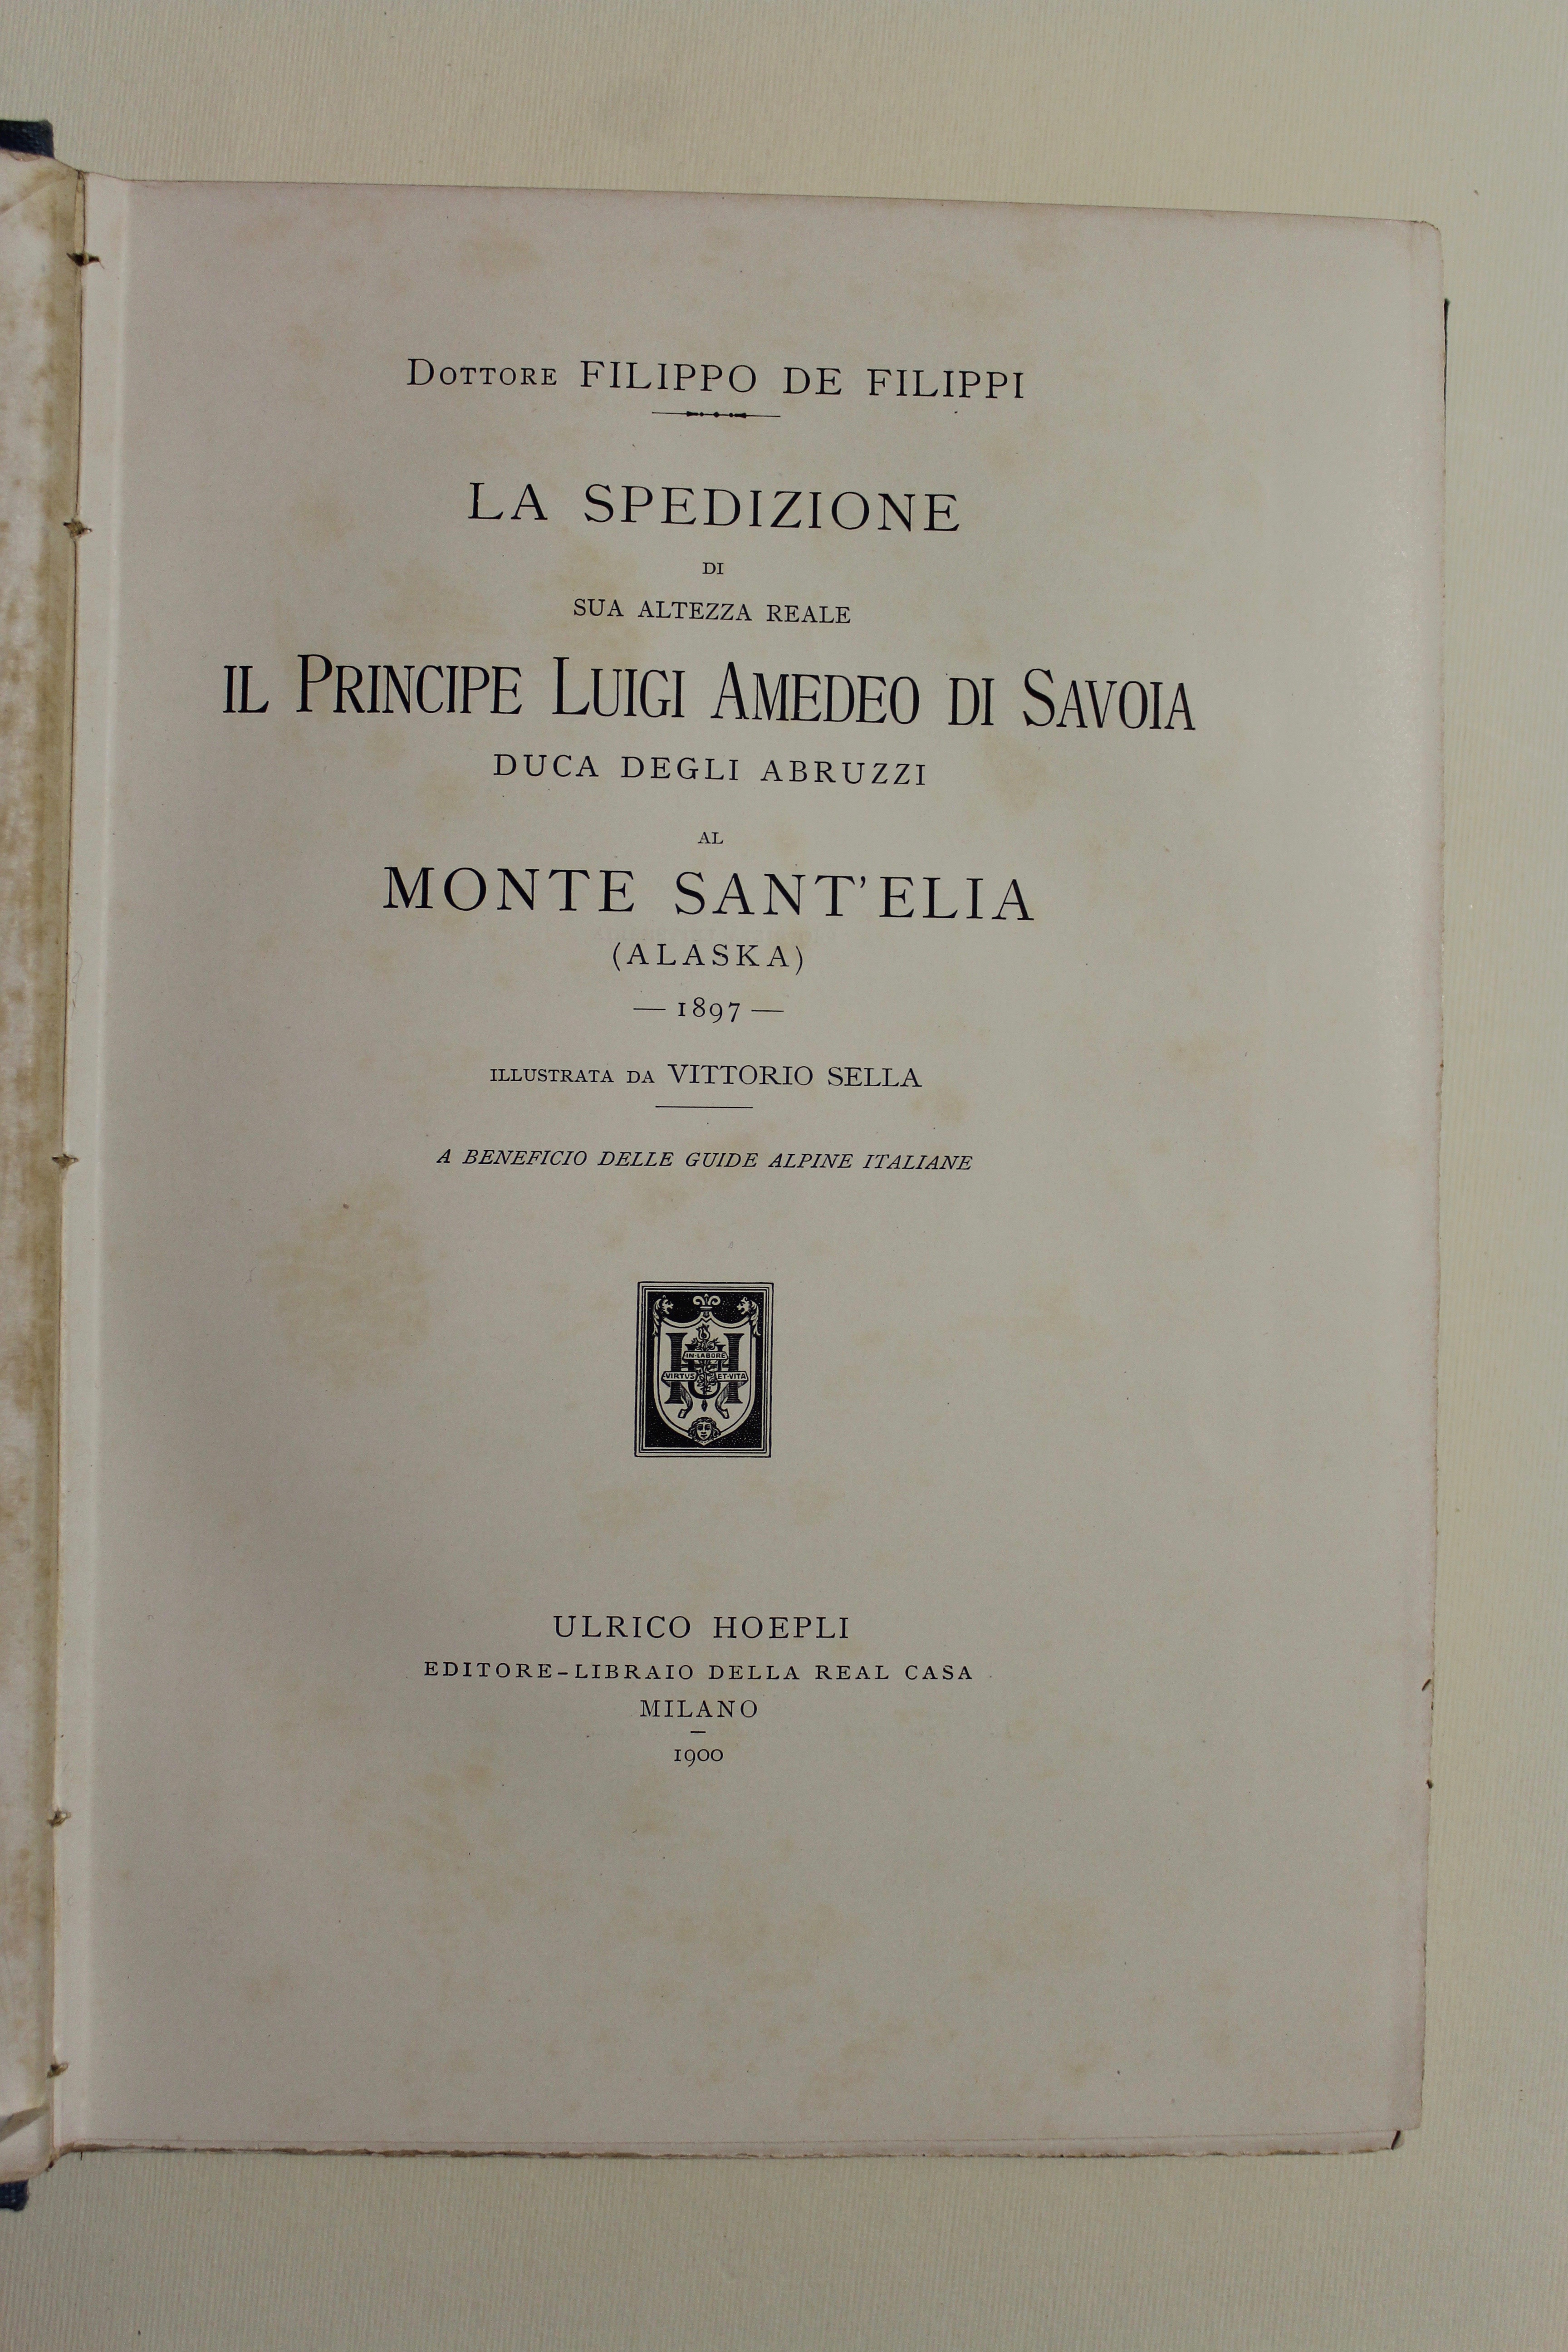 Dottore FILIPPO DE FILIPPI
LA SPEDIZIONE
DI
SUA ALTEZZA REALE
IL PRINCIPE LUIGI AMEDEO DI SAVOIA
DUCA DEGLI ABRUZZI
AL
MONTE SANT'ELIA
(ALASKA)
— 1897 —
ILLUSTRATA DA VITTORIO SELLA
A BENEFICIO DELLE GUIDE ALPINE ITALIANE
UH
IN·LABORE
VIRTVS ET·VITA
ULRICO HOEPLI
EDITORE-LIBRAIO DELLA REAL CASA
MILANO
1900